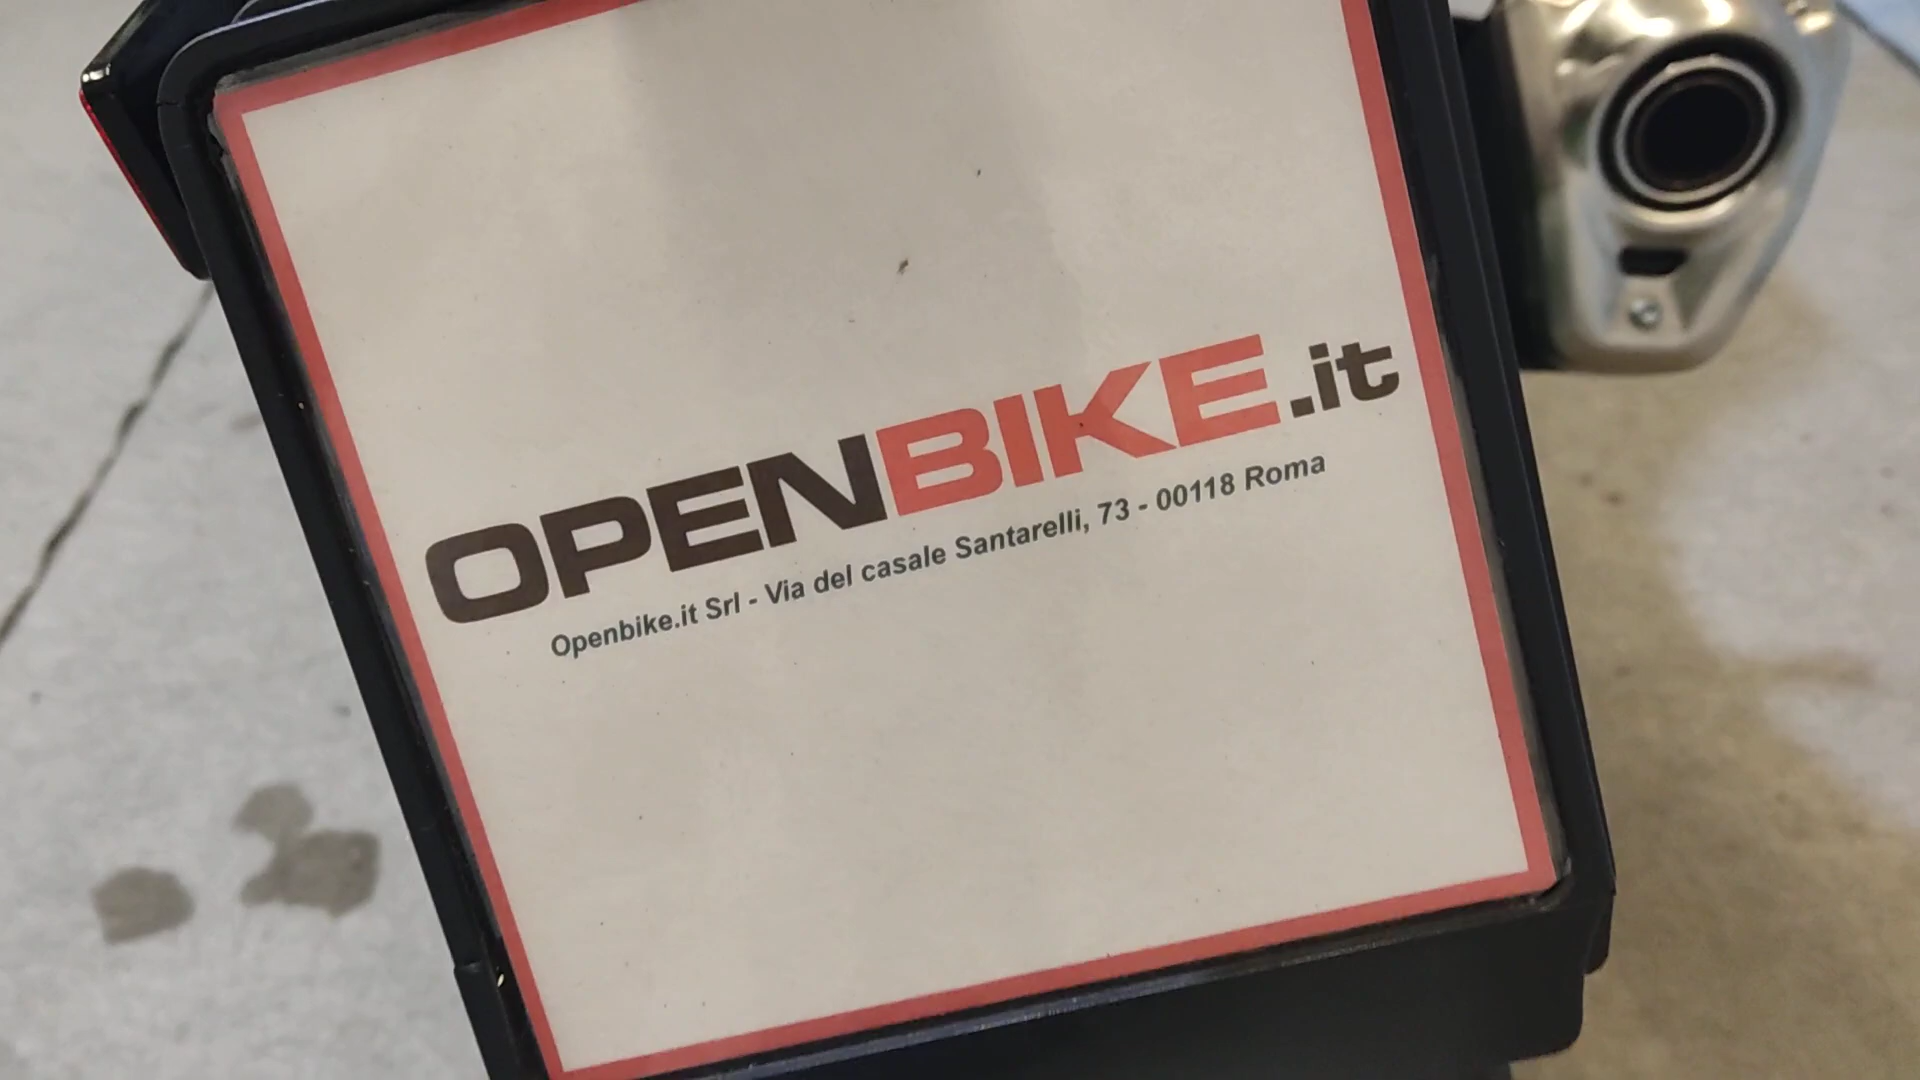 OPENBIKE.it
Openbike.it Srl - Via del casale Santarelli, 73 - 00118 Roma